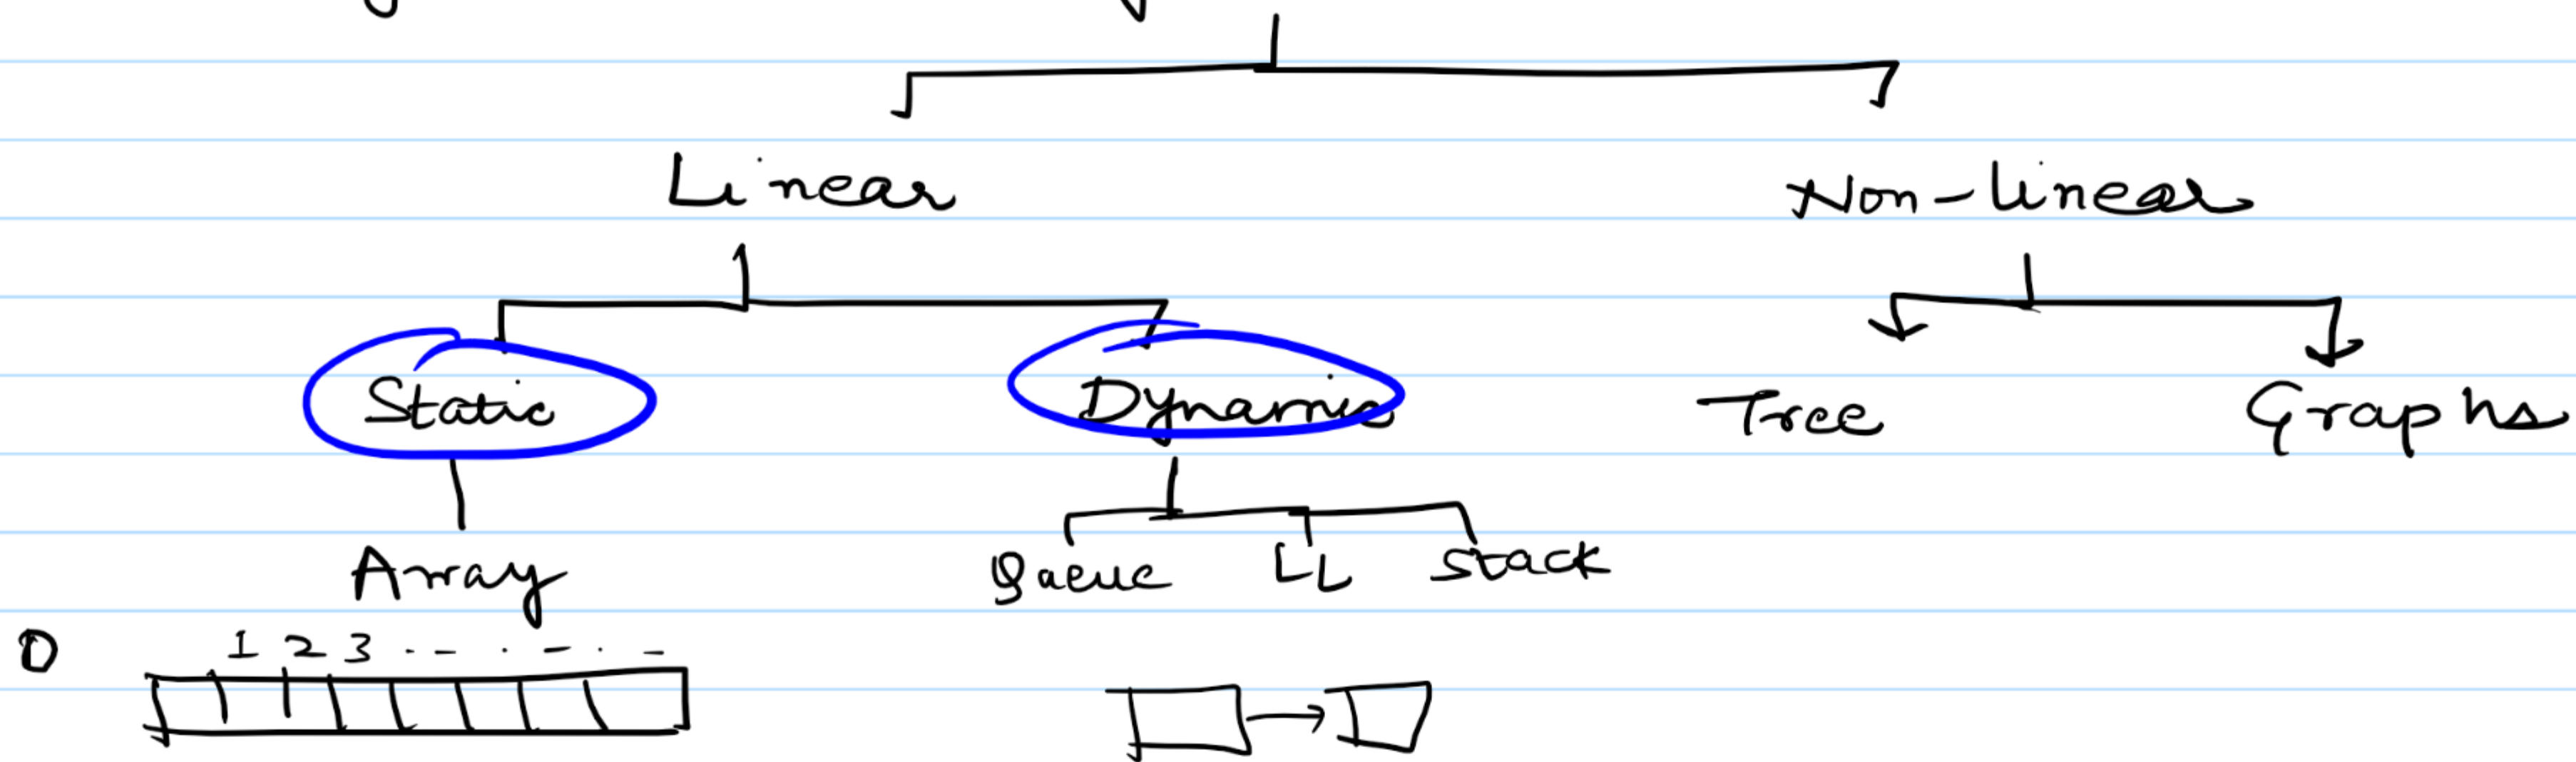 Linear Non-linear
Static Dynamic Tree Graphs
Array Queue LL Stack
0 1 2 3 - - . - . -